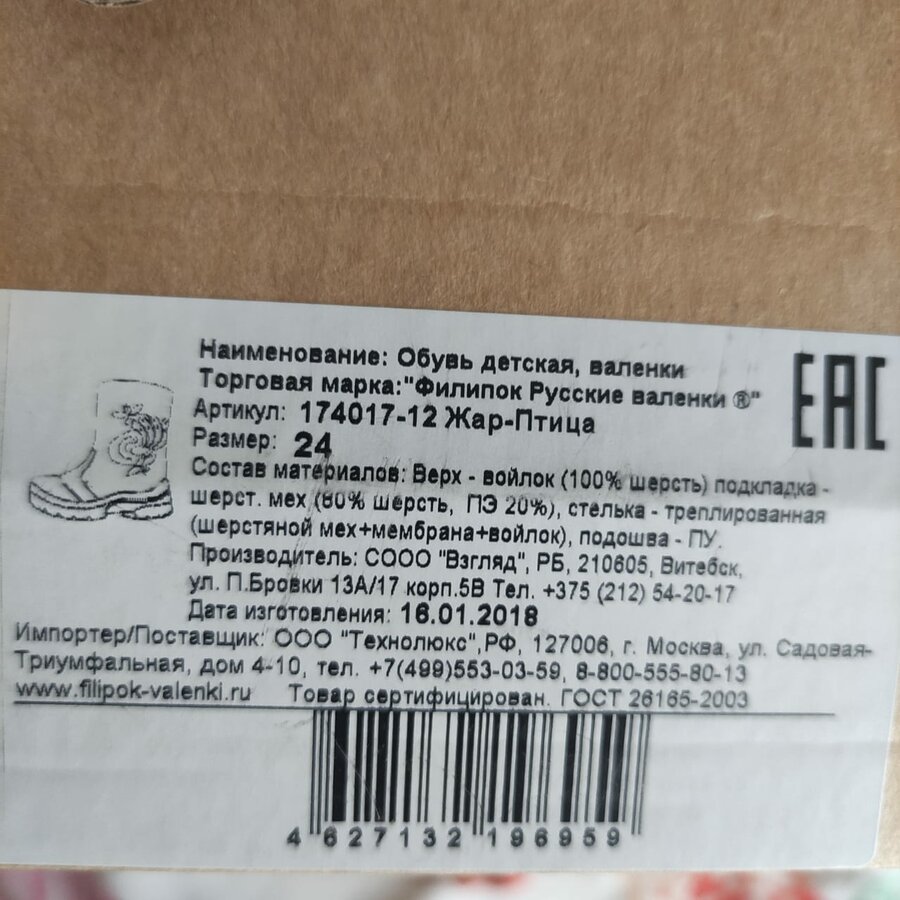 Наименование: Обувь детская, валенки
Торговая марка:"Филипок Русские валенки ®"
Артикул: 174017-12 Жар-Птица
Размер: 24
Состав материалов: Верх - войлок (100% шерсть) подкладка -
шерст. мех (80% шерсть, ПЭ 20%), стелька - треплированная
(шерстяной мех+мембрана+войлок), подошва - ПУ.
Производитель: СООО "Взгляд", РБ, 210605, Витебск,
ул. П.Бровки 13А/17 корп.5В Тел. +375 (212) 54-20-17
Дата изготовления: 16.01.2018
Импортер/Поставщик: ООО "Технолюкс",РФ, 127006, г. Москва, ул. Садовая-
Триумфальная, дом 4-10, тел. +7(499)553-03-59, 8-800-555-80-13
www.filipok-valenki.ru Товар сертифицирован. ГОСТ 26165-2003
4 627132 196959
EAC